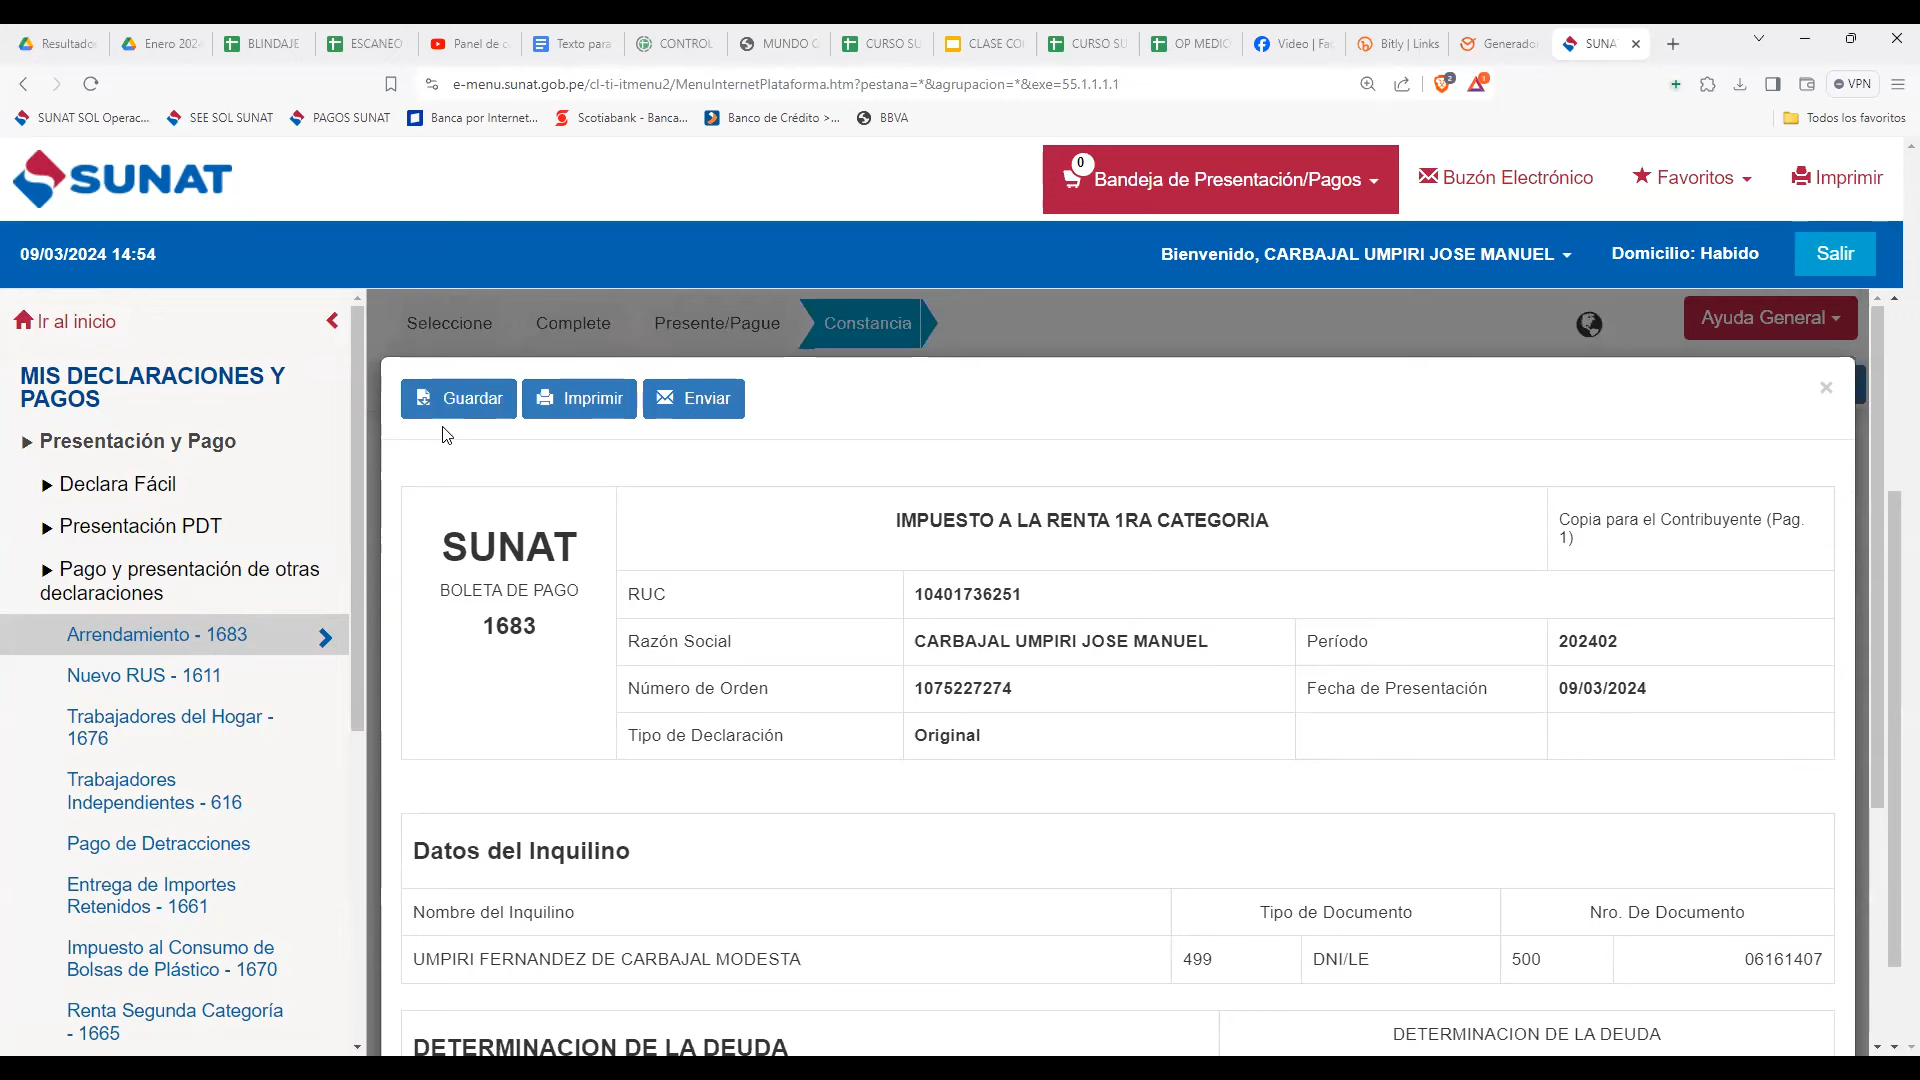 Resultado
Enero 2024
BLINDAJE
ESCANEO
Panel de c
Texto para
CONTROL
MUNDO C
CURSO SU
CLASE CO
CURSO SU
OP MEDIC
Video | Fac
Bitly | Links
Generado
SUNA
e-menu.sunat.gob.pe/cl-ti-itmenu2/MenuInternetPlataforma.htm?pestana=*&agrupacion=*&exe=55.1.1.1.1
2
1
VPN
SUNAT SOL Operac...
SEE SOL SUNAT
PAGOS SUNAT
Banca por Internet...
Scotiabank - Banca...
Banco de Crédito >...
BBVA
Todos los favoritos
SUNAT
0
Bandeja de Presentación/Pagos
Buzón Electrónico
Favoritos
Imprimir
09/03/2024 14:54
Bienvenido, CARBAJAL UMPIRI JOSE MANUEL
Domicilio: Habido
Salir
Ir al inicio
MIS DECLARACIONES Y
PAGOS
Presentación y Pago
Declara Fácil
Presentación PDT
Pago y presentación de otras
declaraciones
Arrendamiento - 1683
Nuevo RUS - 1611
Trabajadores del Hogar -
1676
Trabajadores
Independientes - 616
Pago de Detracciones
Entrega de Importes
Retenidos - 1661
Impuesto al Consumo de
Bolsas de Plástico - 1670
Renta Segunda Categoría
- 1665
Seleccione
Complete
Presente/Pague
Constancia
Ayuda General
Guardar
Imprimir
Enviar
×
SUNAT
BOLETA DE PAGO
1683
IMPUESTO A LA RENTA 1RA CATEGORIA
Copia para el Contribuyente (Pag.
1)
RUC
10401736251
Razón Social
CARBAJAL UMPIRI JOSE MANUEL
Período
202402
Número de Orden
1075227274
Fecha de Presentación
09/03/2024
Tipo de Declaración
Original
Datos del Inquilino
Nombre del Inquilino
Tipo de Documento
Nro. De Documento
UMPIRI FERNANDEZ DE CARBAJAL MODESTA
499
DNI/LE
500
06161407
DETERMINACION DE LA DEUDA
DETERMINACION DE LA DEUDA